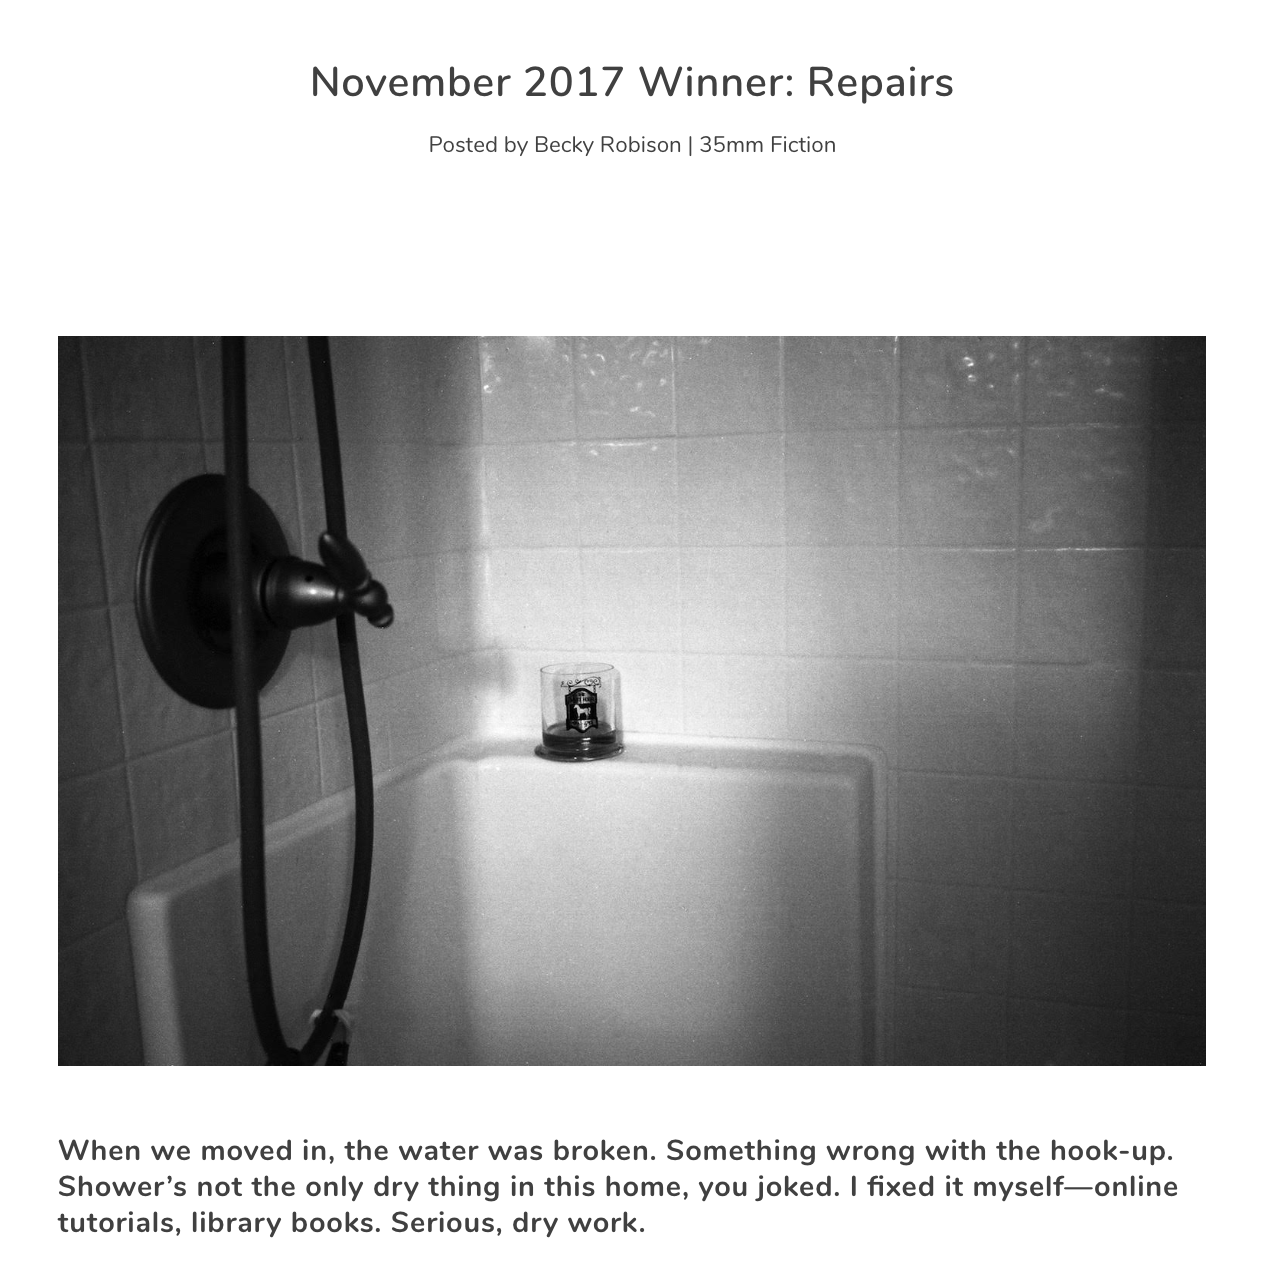 November 2017 Winner: Repairs
Posted by Becky Robison | 35mm Fiction
When we moved in, the water was broken. Something wrong with the hook-up.
Shower’s not the only dry thing in this home, you joked. I fixed it myself—online
tutorials, library books. Serious, dry work.